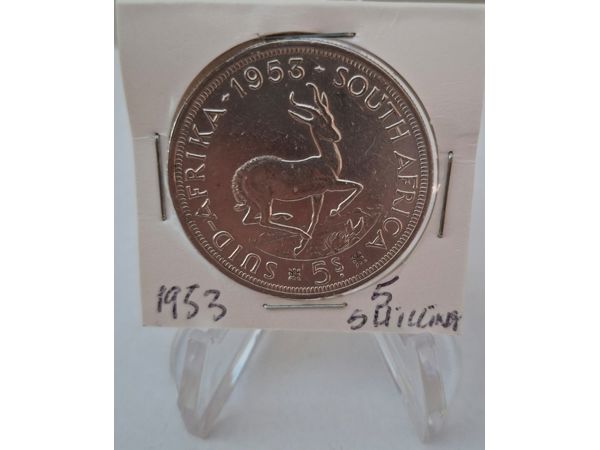 SUID-AFRIKA-1953-SOUTH AFRICA
5S.
1953
5
SHILLING